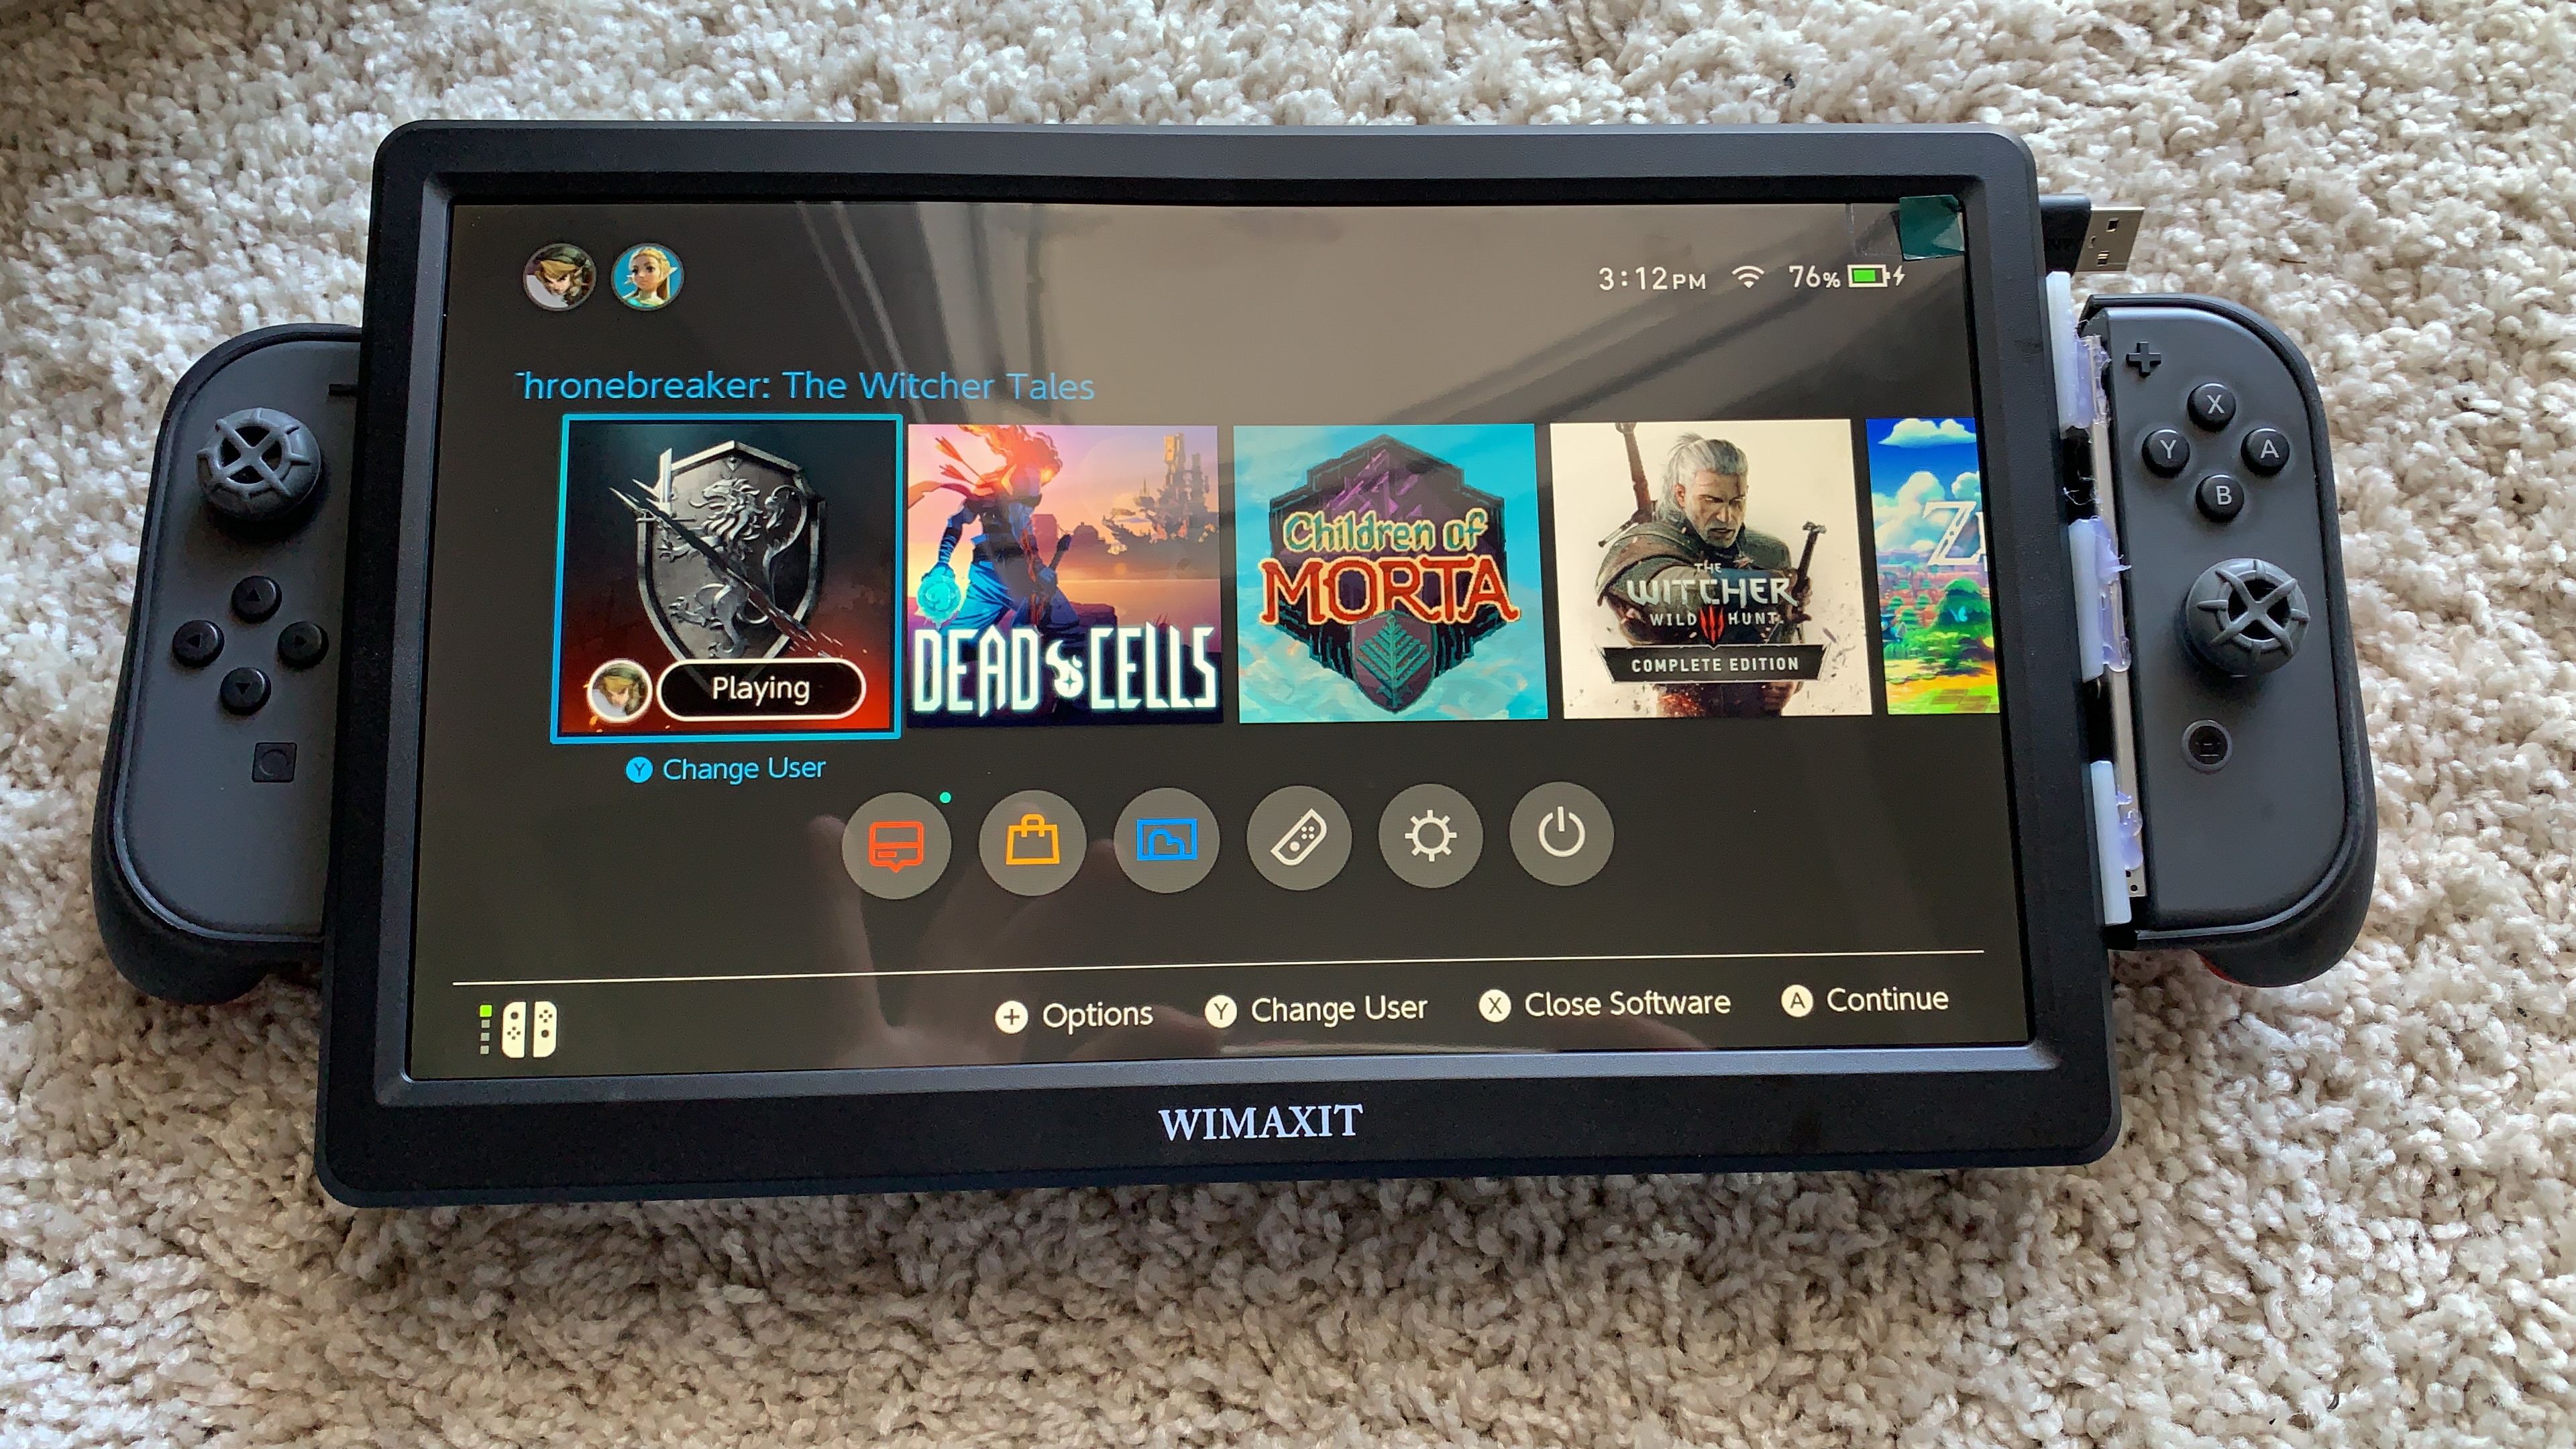 3:12PM 76%
hronebreaker: The Witcher Tales
Playing
DEAD CELLS
Children of
MORTA
THE
WITCHER
WILD HUNT
COMPLETE EDITION
Z
Y Change User
+ Options Y Change User X Close Software A Continue
WIMAXIT
+
X
Y A
B